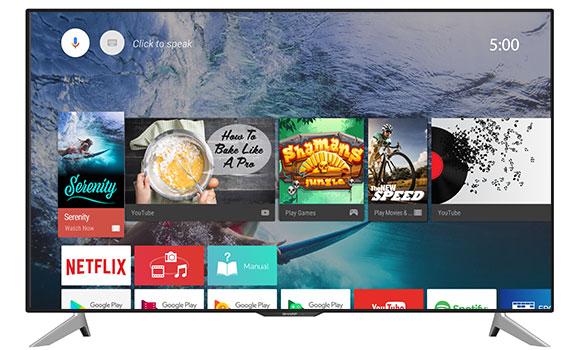 Click to speak
5:00
How To
Bake Like
A Pro
Shamans
JUNGLE
The NEW
SPEED
Serenity
Serenity
Watch Now
YouTube
Play Games
Play Movies &
YouTube
NETFLIX
Manual
Google Play
Google Play
Google Play
Google Play
YouTube
Spotify
SHARP